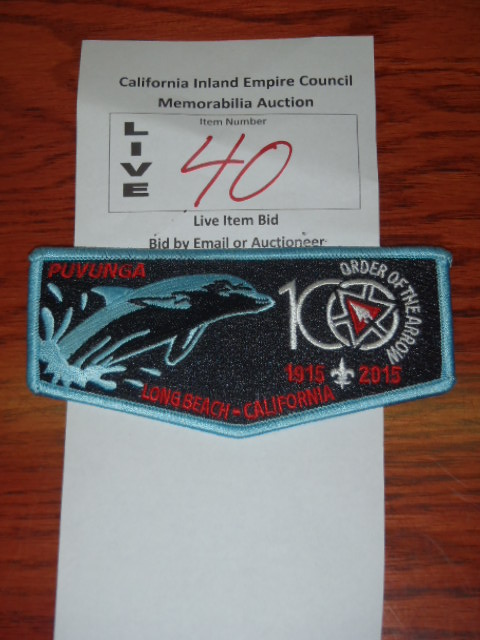 California Inland Empire Council
Memorabilia Auction
Item Number
LIVE
40
Live Item Bid
Bid by Email or Auctioneer
PUVUNGA
100
ORDER OF THE ARROW
1915 2015
LONG BEACH - CALIFORNIA